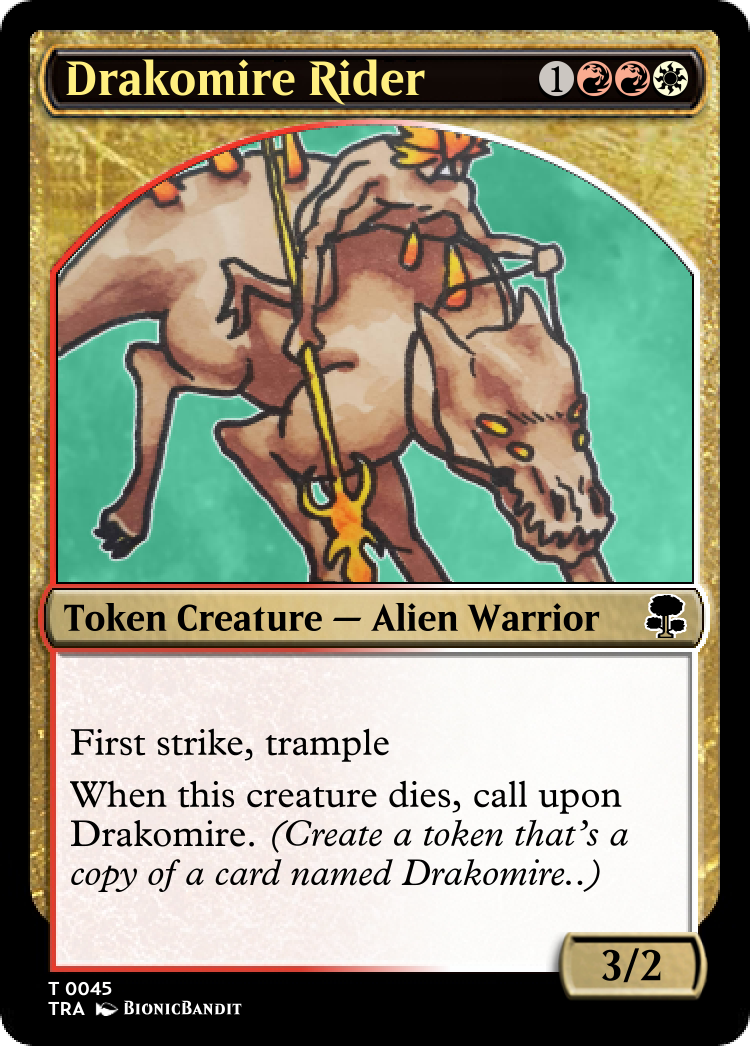 Drakomire Rider 1
Token Creature — Alien Warrior
First strike, trample
When this creature dies, call upon
Drakomire. (Create a token that's a
copy of a card named Drakomire..)
3/2
T 0045
TRA BionicBandit